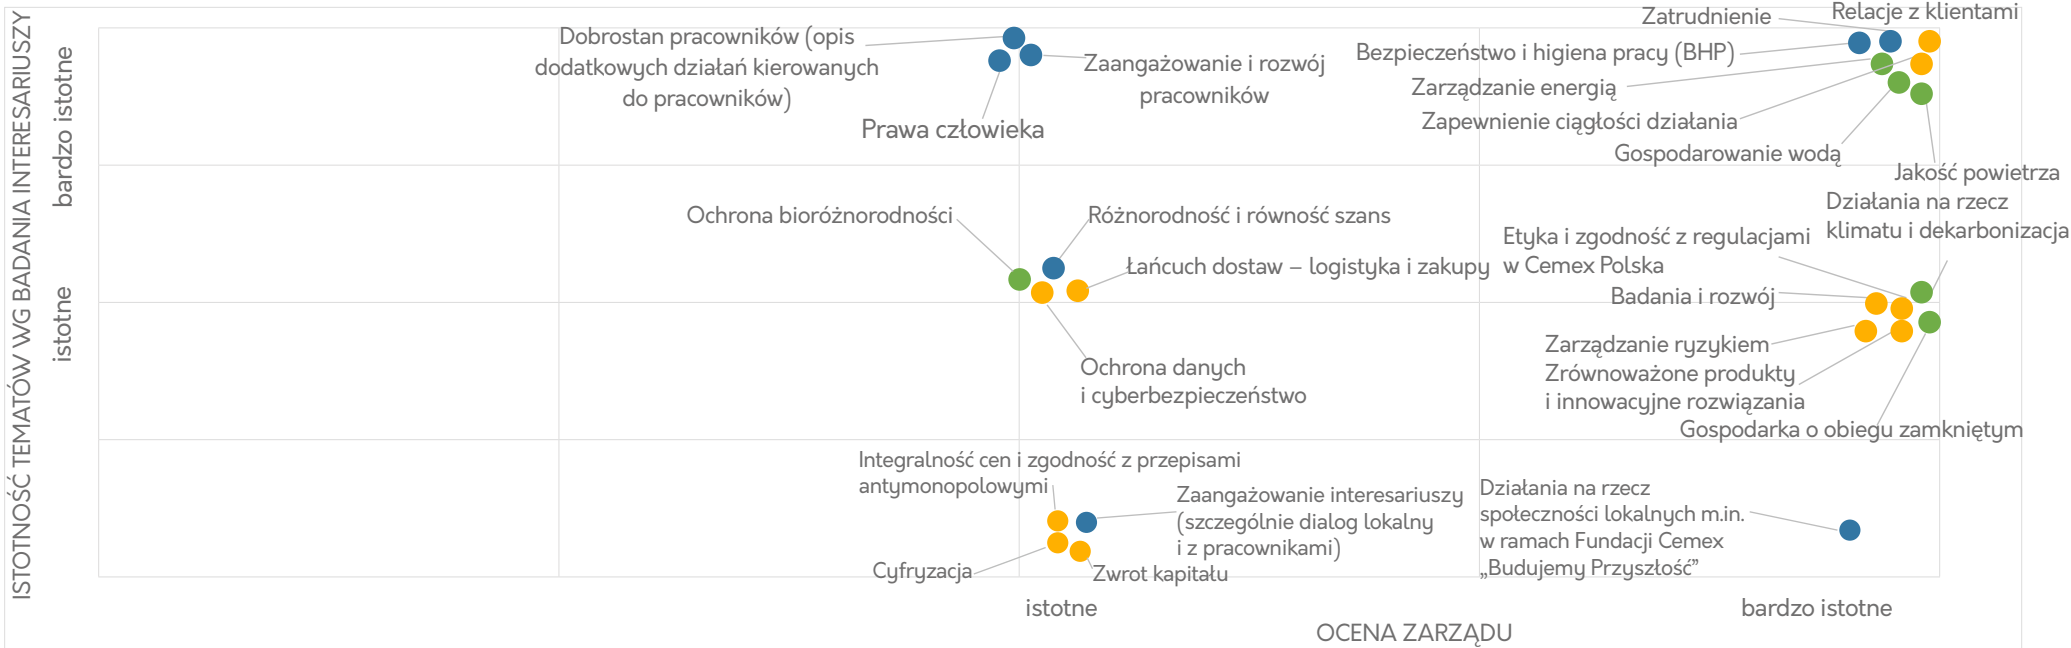 ISTOTNOŚĆ TEMATÓW WG BADANIA INTERESARIUSZY
bardzo istotne
istotne
Dobrostan pracowników (opis
dodatkowych działań kierowanych
do pracowników)
Zaangażowanie i rozwój
pracowników
Prawa człowieka
Zatrudnienie
Relacje z klientami
Bezpieczeństwo i higiena pracy (BHP)
Zarządzanie energią
Zapewnienie ciągłości działania
Gospodarowanie wodą
Jakość powietrza
Ochrona bioróżnorodności
Różnorodność i równość szans
Łańcuch dostaw – logistyka i zakupy
Ochrona danych
i cyberbezpieczeństwo
Działania na rzecz
klimatu i dekarbonizacja
Etyka i zgodność z regulacjami
w Cemex Polska
Badania i rozwój
Zarządzanie ryzykiem
Zrównoważone produkty
i innowacyjne rozwiązania
Gospodarka o obiegu zamkniętym
Integralność cen i zgodność z przepisami
antymonopolowymi
Zaangażowanie interesariuszy
(szczególnie dialog lokalny
i z pracownikami)
Cyfryzacja
Zwrot kapitału
Działania na rzecz
społeczności lokalnych m.in.
w ramach Fundacji Cemex
„Budujemy Przyszłość”
istotne
bardzo istotne
OCENA ZARZĄDU